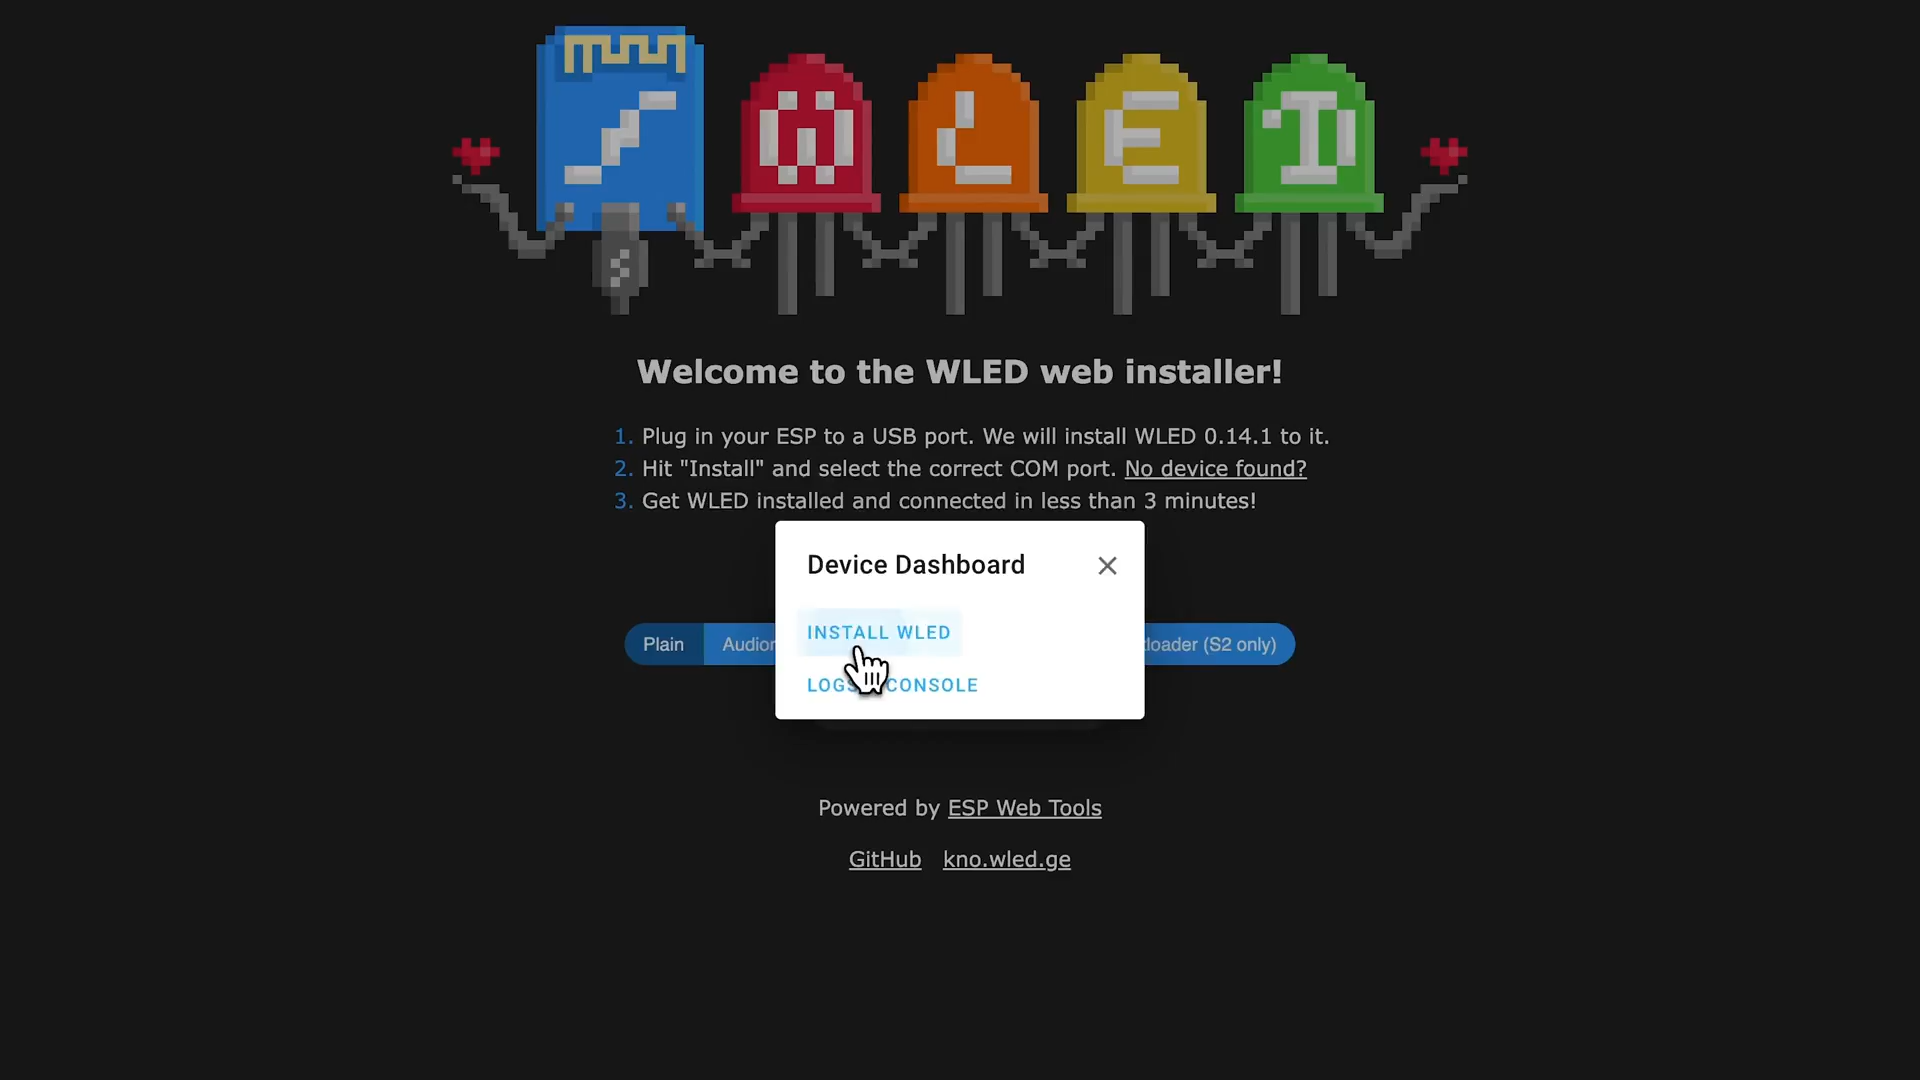 W L E D
Welcome to the WLED web installer!
1. Plug in your ESP to a USB port. We will install WLED 0.14.1 to it.
2. Hit "Install" and select the correct COM port. No device found?
3. Get WLED installed and connected in less than 3 minutes!
Device Dashboard
INSTALL WLED
Plain
(S2 only)
CONSOLE
Powered by ESP Web Tools
GitHub kno.wled.ge